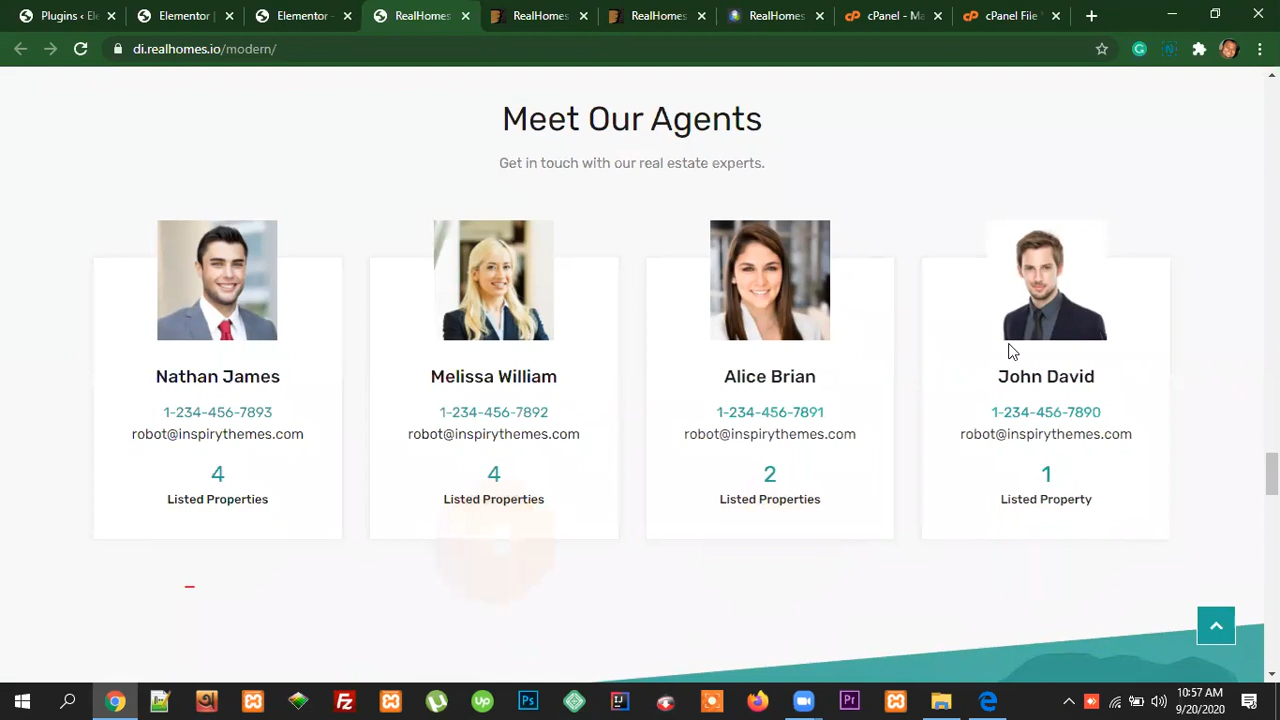 Plugins ‹ Ele
Elementor |
Elementor -
RealHomes
RealHomes
RealHomes
RealHomes
cPanel - Ma
cPanel File
di.realhomes.io/modern/
Meet Our Agents
Get in touch with our real estate experts.
Nathan James
1-234-456-7893
robot@inspirythemes.com
4
Listed Properties
Melissa William
1-234-456-7892
robot@inspirythemes.com
4
Listed Properties
Alice Brian
1-234-456-7891
robot@inspirythemes.com
2
Listed Properties
John David
1-234-456-7890
robot@inspirythemes.com
1
Listed Property
10:57 AM
9/20/2020